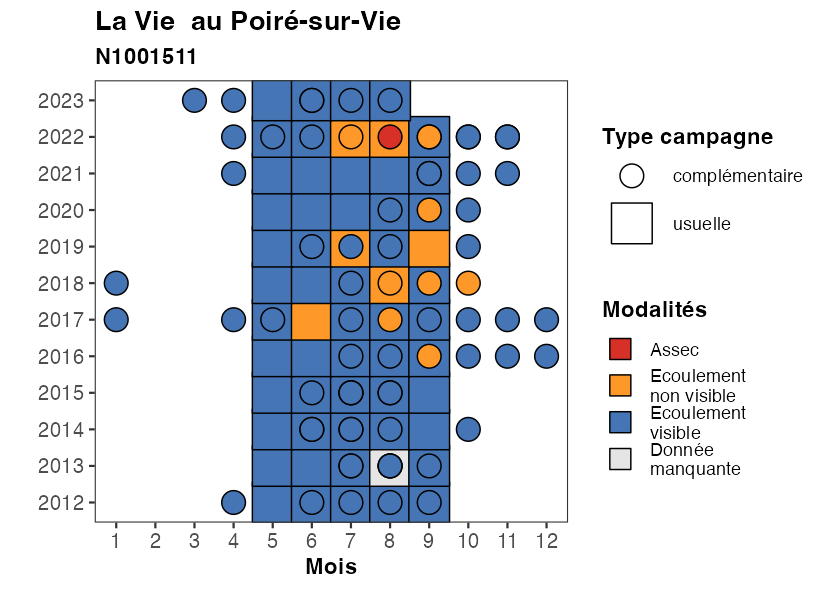 La Vie  au Poiré-sur-Vie
N1001511
2023
2022
2021
2020
2019
2018
2017
2016
2015
2014
2013
2012
1 2 3 4 5 6 7 8 9 10 11 12
Mois
Type campagne
complémentaire
usuelle
Modalités
Assec
Ecoulement
non visible
Ecoulement
visible
Donnée
manquante